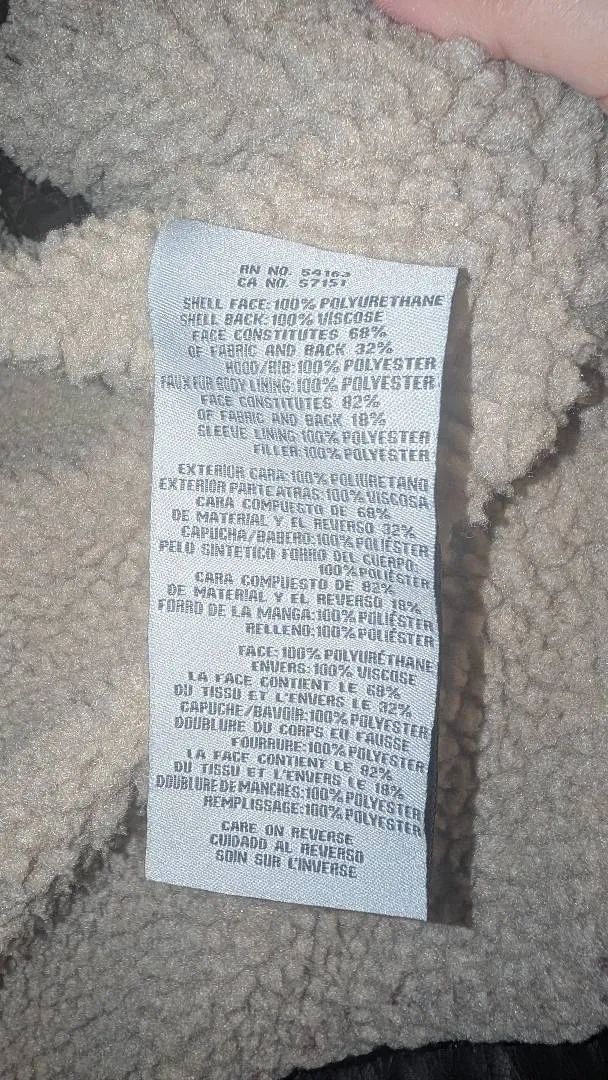 RN NO. 54163
CA NO. 57151
SHELL FACE:100% POLYURETHANE
SHELL BACK:100% VISCOSE
FACE CONSTITUTES 68%
OF FABRIC AND BACK 32%
HOOD/BIB:100% POLYESTER
FAUX FUR BODY LINING:100% POLYESTER
FACE CONSTITUTES 82%
OF FABRIC AND BACK 18%
SLEEVE LINING:100% POLYESTER
FILLER:100% POLYESTER
EXTERIOR CARA:100% POLIURETANO
EXTERIOR PARTE ATRAS:100% VISCOSA
CARA COMPUESTO DE 68%
DE MATERIAL Y EL REVERSO 32%
CAPUCHA/BABERO:100% POLIÉSTER
PELO SINTETICO FORRO DEL CUERPO:
100% POLIÉSTER
CARA COMPUESTO DE 82%
DE MATERIAL Y EL REVERSO 18%
FORRO DE LA MANGA:100% POLIÉSTER
RELLENO:100% POLIÉSTER
FACE:100% POLYURÉTHANE
ENVERS:100% VISCOSE
LA FACE CONTIENT LE 68%
DU TISSU ET L'ENVERS LE 32%
CAPUCHE/BAVOIR:100% POLYESTER
DOUBLURE DU CORPS EU FAUSSE
FOURRURE:100% POLYESTER
LA FACE CONTIENT LE 82%
DU TISSU ET L'ENVERS LE 18%
DOUBLURE DE MANCHES:100% POLYESTER
REMPLISSAGE:100% POLYESTER
CARE ON REVERSE
CUIDADO AL REVERSO
SOIN SUR L'INVERSE